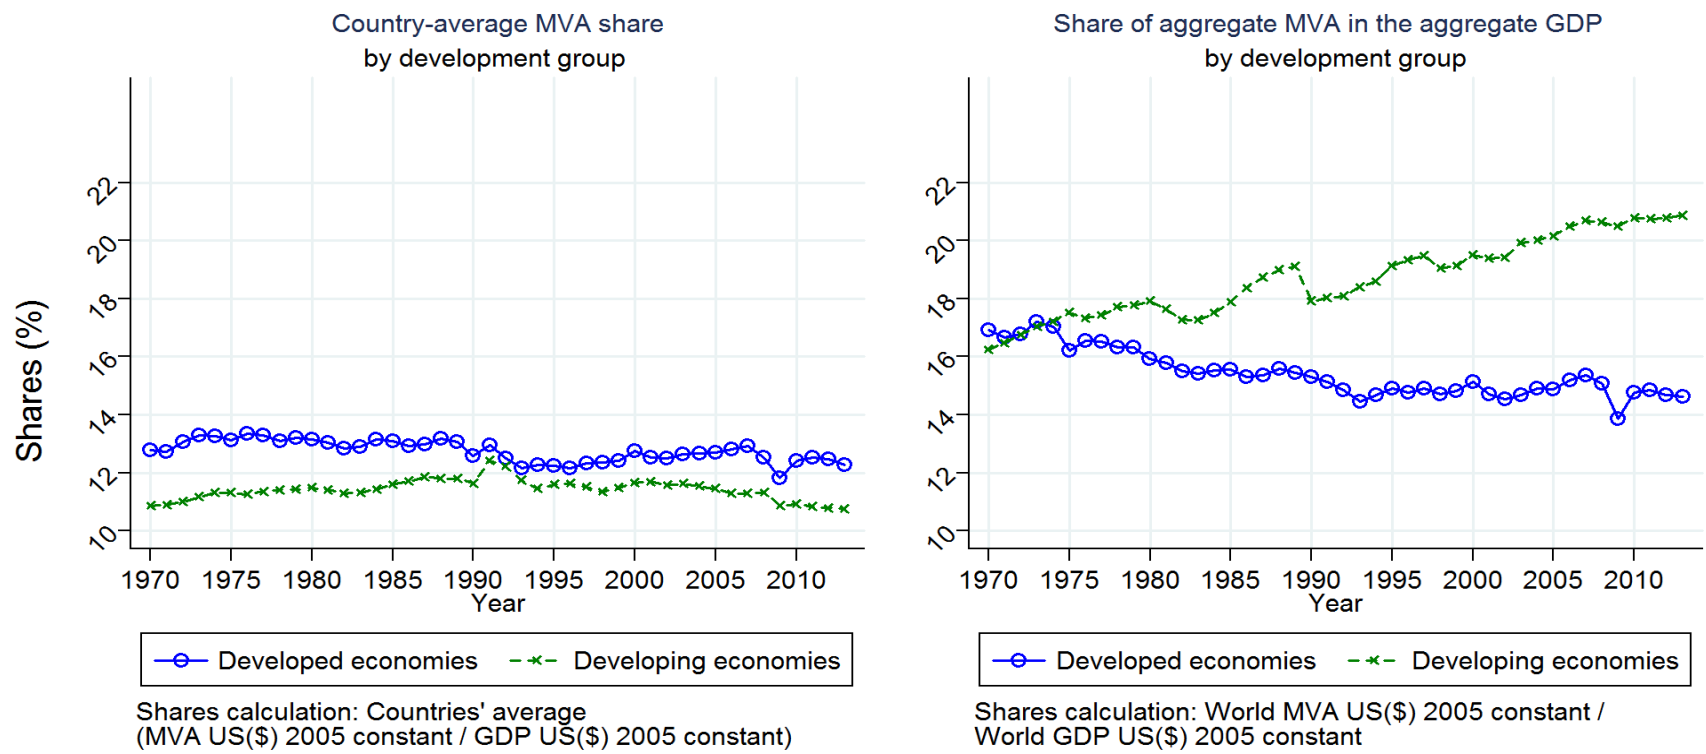 Country-average MVA share
by development group
Shares (%)
22
20
18
16
14
12
10
1970 1975 1980 1985 1990 1995 2000 2005 2010
Year
Developed economies Developing economies
Shares calculation: Countries' average
(MVA US($) 2005 constant / GDP US($) 2005 constant)
Share of aggregate MVA in the aggregate GDP
by development group
22
20
18
16
14
12
10
1970 1975 1980 1985 1990 1995 2000 2005 2010
Year
Developed economies Developing economies
Shares calculation: World MVA US($) 2005 constant /
World GDP US($) 2005 constant